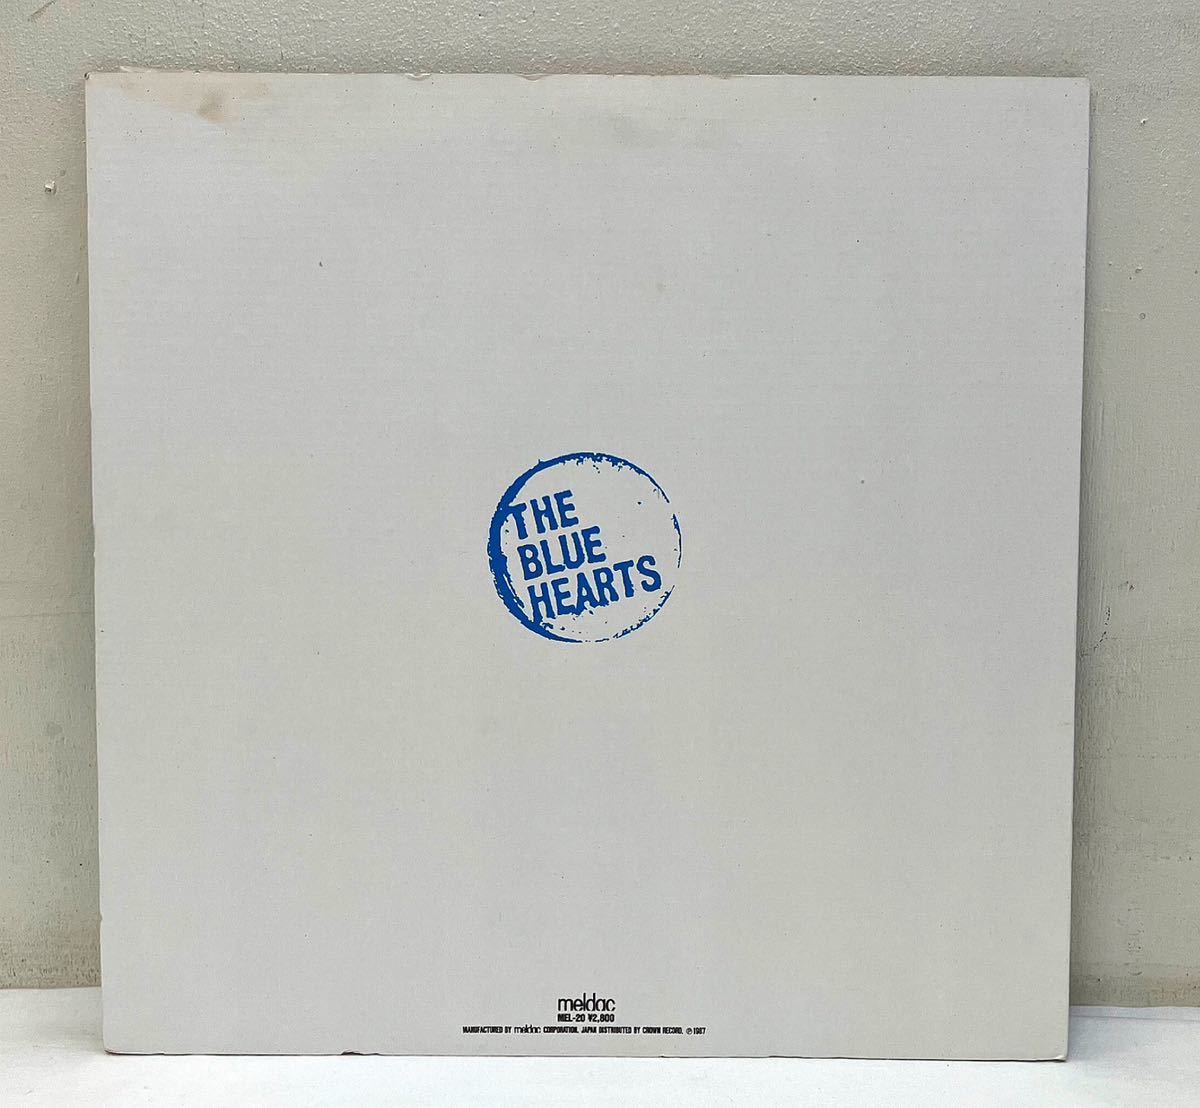 THE
BLUE
HEARTS
meldac
MEL-20 ¥2,800
MANUFACTURED BY meldac CORPORATION. JAPAN DISTRIBUTED BY CROWN RECORD. ℗1987